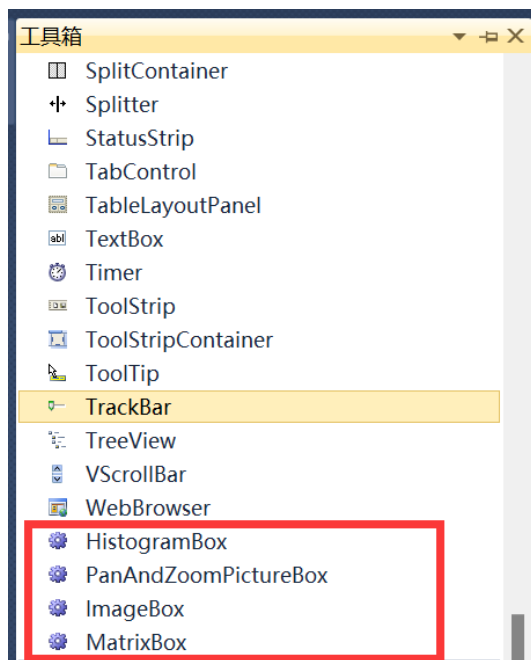 工具箱
SplitContainer
Splitter
StatusStrip
TabControl
TableLayoutPanel
abl TextBox
Timer
ToolStrip
ToolStripContainer
ToolTip
TrackBar
TreeView
VScrollBar
WebBrowser
HistogramBox
PanAndZoomPictureBox
ImageBox
MatrixBox